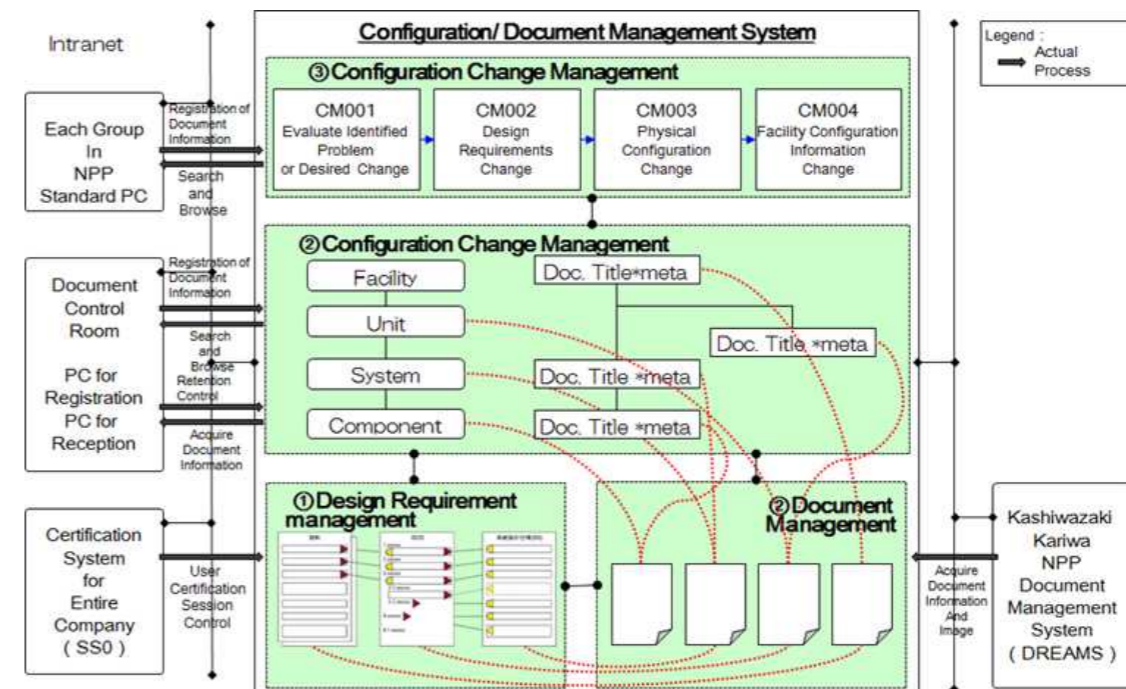 Configuration/ Document Management System
Intranet
Legend :
Actual
Process
③Configuration Change Management
CM001
Evaluate Identified
Problem
or Desired Change
CM002
Design
Requirements
Change
CM003
Physical
Configuration
Change
CM004
Facility Configuration
Information
Change
Each Group
In
NPP
Standard PC
Registration of
Document
Information
Search
and
Browse
②Configuration Change Management
Facility
Unit
System
Component
Doc. Title*meta
Doc. Title *meta
Doc. Title *meta
Doc. Title *meta
Document
Control
Room
PC for
Registration
PC for
Reception
Registration of
Document
Information
Search
and
Browse
Retention
Control
Acquire
Document
Information
①Design Requirement
management
②Document
Management
Certification
System
for
Entire
Company
( SS0 )
User
Certification
Session
Control
Acquire
Document
Information
And
Image
Kashiwazaki
Kariwa
NPP
Document
Management
System
( DREAMS )